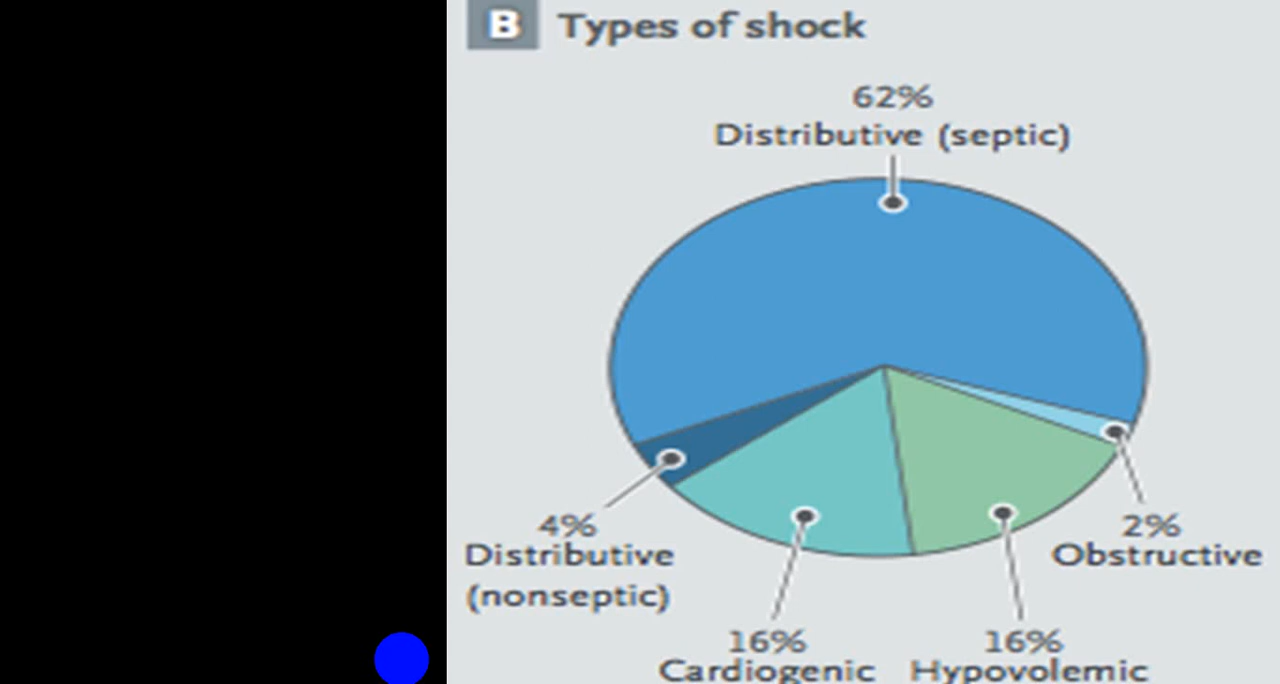 B Types of shock
62%
Distributive (septic)
4%
Distributive
(nonseptic)
16%
Cardiogenic
16%
Hypovolemic
2%
Obstructive